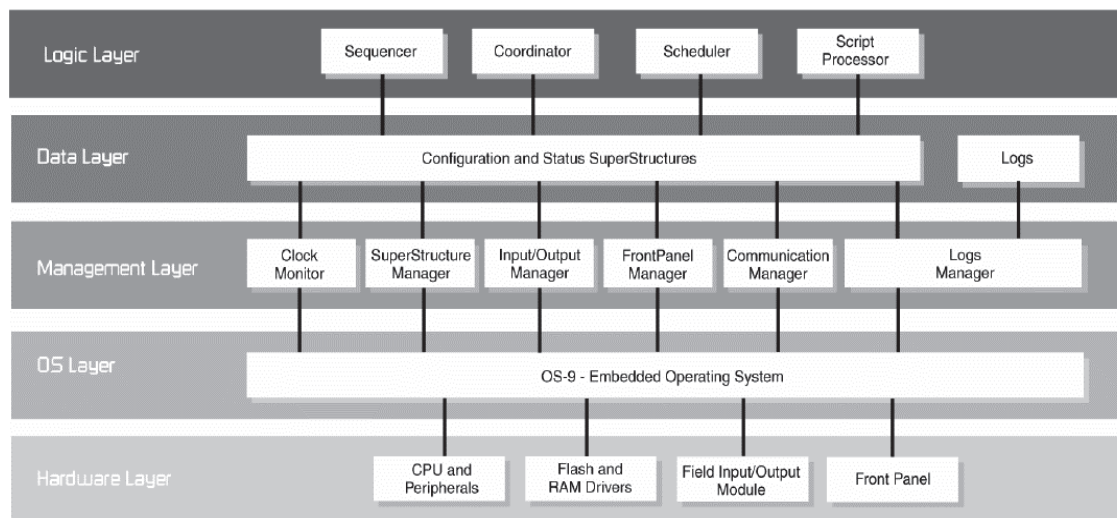 Logic Layer
Sequencer
Coordinator
Scheduler
Script
Processor
Data Layer
Configuration and Status SuperStructures
Logs
Management Layer
Clock
Monitor
SuperStructure
Manager
Input/Output
Manager
FrontPanel
Manager
Communication
Manager
Logs
Manager
OS Layer
OS-9 - Embedded Operating System
Hardware Layer
CPU and
Peripherals
Flash and
RAM Drivers
Field Input/Output
Module
Front Panel